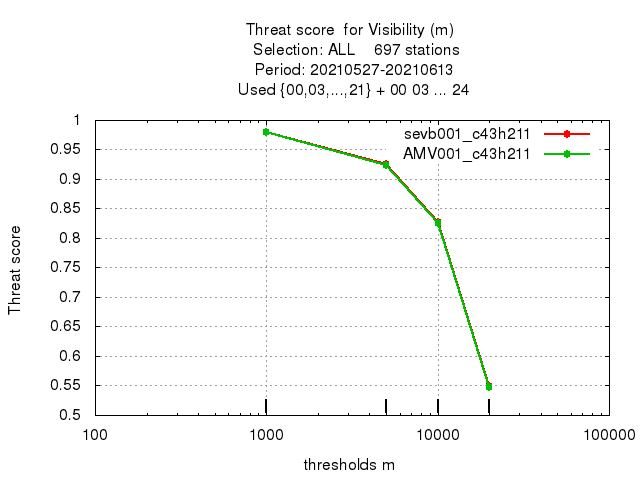 Threat score for Visibility (m)
Selection: ALL 697 stations
Period: 20210527-20210613
Used {00,03,...,21} + 00 03 ... 24
sevb001_c43h211
AMV001_c43h211
1
0.95
0.9
0.85
0.8
0.75
0.7
0.65
0.6
0.55
0.5
Threat score
100
1000
10000
100000
thresholds m